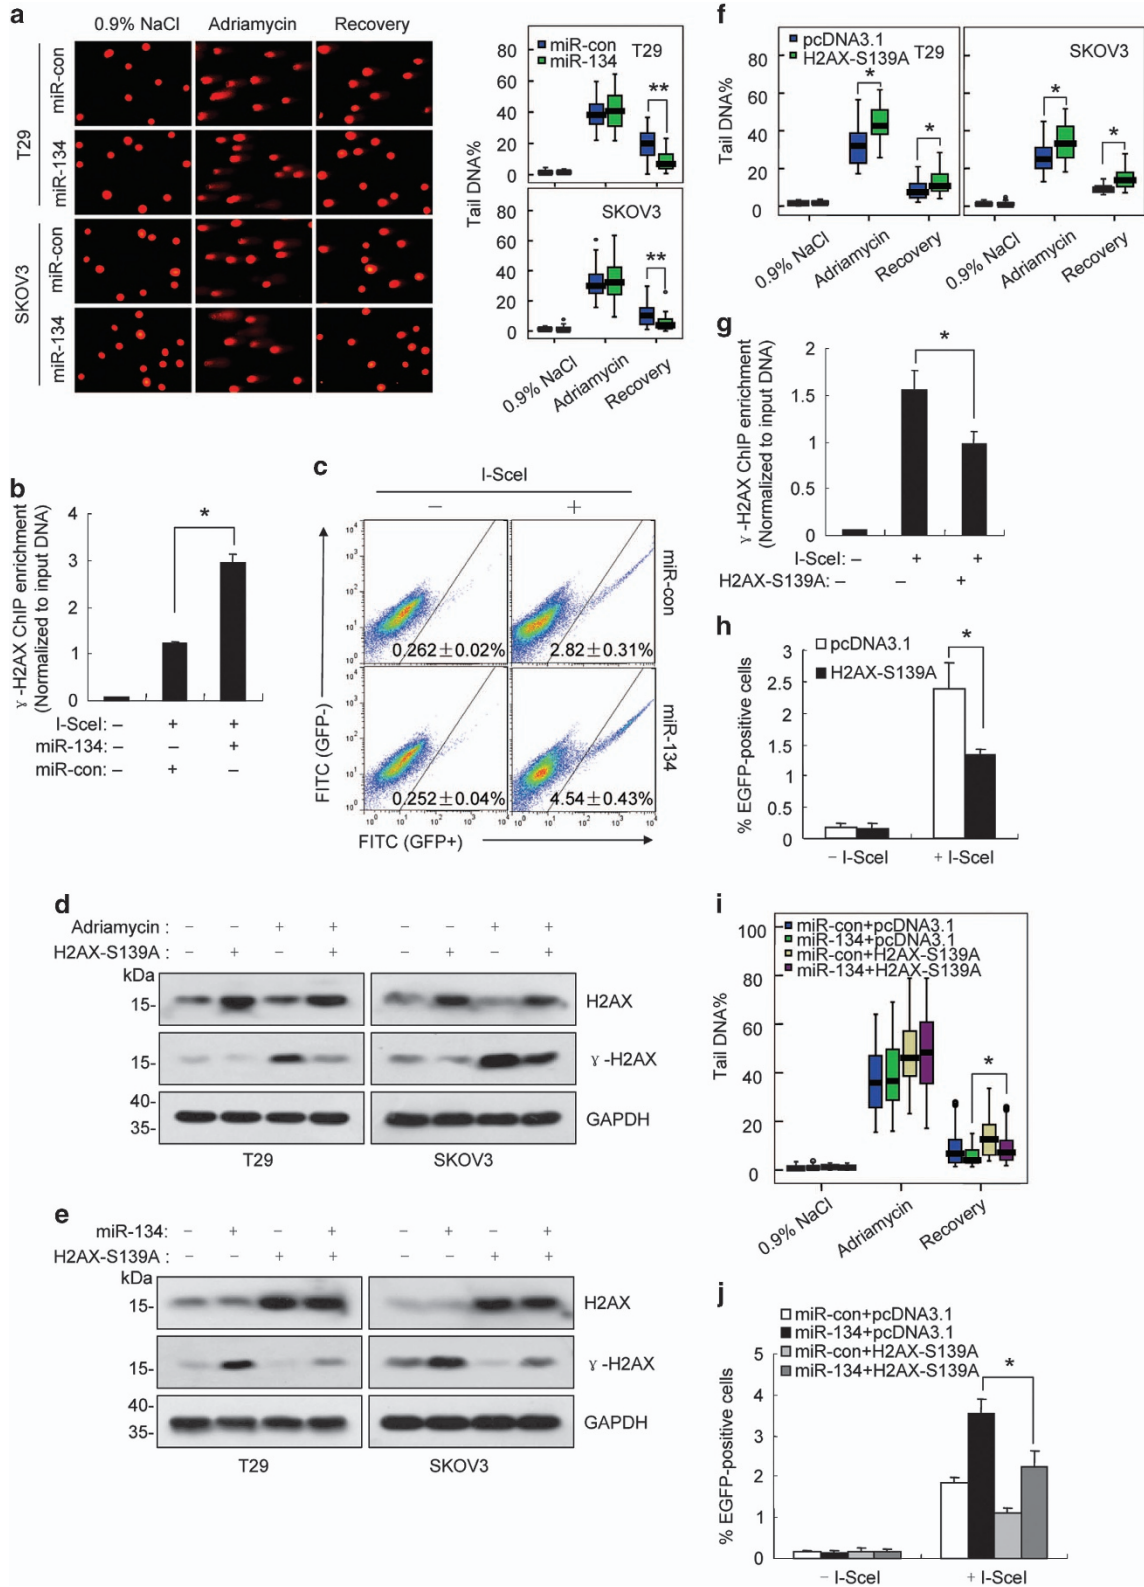 a
0.9% NaCl Adriamycin Recovery
T29
miR-con
miR-134
SKOV3
miR-con
miR-134
Tail DNA%
miR-con
miR-134
T29
80
60
40
20
0
SKOV3
80
60
40
20
0
0.9% NaCl
Adriamycin
Recovery
**
**
b
ɣ-H2AX ChIP enrichment
(Normalized to input DNA)
4
3
2
1
0
*
I-SceI: – + +
miR-134: – – +
miR-con: – + –
c
I-SceI
– +
miR-con
miR-134
0.262±0.02% 2.82±0.31%
0.252±0.04% 4.54±0.43%
FITC (GFP-)
FITC (GFP+)
d
Adriamycin : – – + + – – + +
H2AX-S139A : – + – + – + – +
kDa
15- H2AX
15- ɣ-H2AX
40-
35- GAPDH
T29 SKOV3
e
miR-134: – + – + – + – +
H2AX-S139A : – – + + – – + +
kDa
15- H2AX
15- ɣ-H2AX
40-
35- GAPDH
T29 SKOV3
f
Tail DNA%
80
60
40
20
0
pcDNA3.1
H2AX-S139A
T29
SKOV3
* * * *
0.9% NaCl
Adriamycin
Recovery
0.9% NaCl
Adriamycin
Recovery
g
ɣ-H2AX ChIP enrichment
(Normalized to input DNA)
2
1.5
1
0.5
0
*
I-SceI: – + +
H2AX-S139A: – – +
h
% EGFP-positive cells
3
2.5
2
1.5
1
0.5
0
pcDNA3.1
H2AX-S139A
*
– I-SceI + I-SceI
i
Tail DNA%
100
80
60
40
20
0
miR-con+pcDNA3.1
miR-134+pcDNA3.1
miR-con+H2AX-S139A
miR-134+H2AX-S139A
*
0.9% NaCl
Adriamycin
Recovery
j
miR-con+pcDNA3.1
miR-134+pcDNA3.1
miR-con+H2AX-S139A
miR-134+H2AX-S139A
% EGFP-positive cells
5
4
3
2
1
0
*
– I-SceI + I-SceI